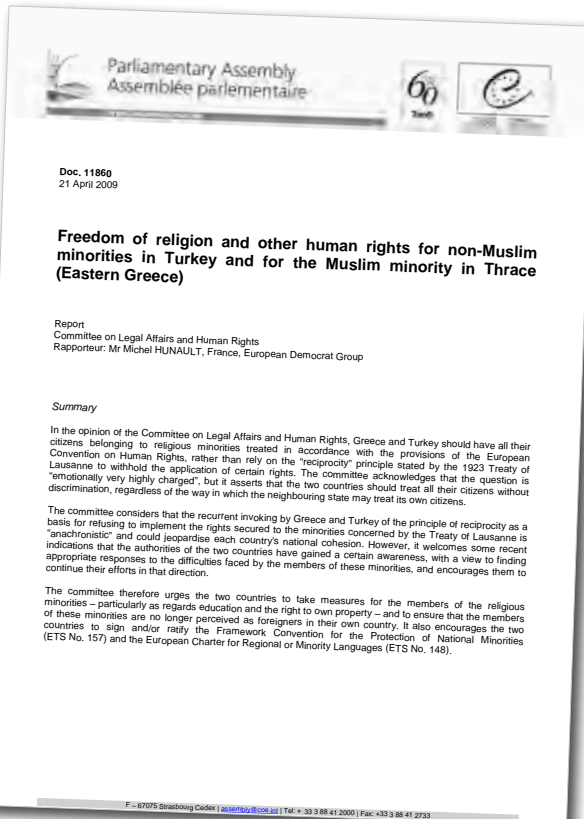 Parliamentary Assembly
Assemblée parlementaire
60
Doc. 11860
21 April 2009
Freedom of religion and other human rights for non-Muslim
minorities in Turkey and for the Muslim minority in Thrace
(Eastern Greece)
Report
Committee on Legal Affairs and Human Rights
Rapporteur: Mr Michel HUNAULT, France, European Democrat Group
Summary
In the opinion of the Committee on Legal Affairs and Human Rights, Greece and Turkey should have all their
citizens belonging to religious minorities treated in accordance with the provisions of the European
Convention on Human Rights, rather than rely on the "reciprocity" principle stated by the 1923 Treaty of
Lausanne to withhold the application of certain rights. The committee acknowledges that the question is
"emotionally very highly charged", but it asserts that the two countries should treat all their citizens without
discrimination, regardless of the way in which the neighbouring state may treat its own citizens.
The committee considers that the recurrent invoking by Greece and Turkey of the principle of reciprocity as a
basis for refusing to implement the rights secured to the minorities concerned by the Treaty of Lausanne is
"anachronistic" and could jeopardise each country's national cohesion. However, it welcomes some recent
indications that the authorities of the two countries have gained a certain awareness, with a view to finding
appropriate responses to the difficulties faced by the members of these minorities, and encourages them to
continue their efforts in that direction.
The committee therefore urges the two countries to take measures for the members of the religious
minorities – particularly as regards education and the right to own property – and to ensure that the members
of these minorities are no longer perceived as foreigners in their own country. It also encourages the two
countries to sign and/or ratify the Framework Convention for the Protection of National Minorities
(ETS No. 157) and the European Charter for Regional or Minority Languages (ETS No. 148).
F – 67075 Strasbourg Cedex | assembly@coe.int | Tel: + 33 3 88 41 2000 | Fax: +33 3 88 41 2733